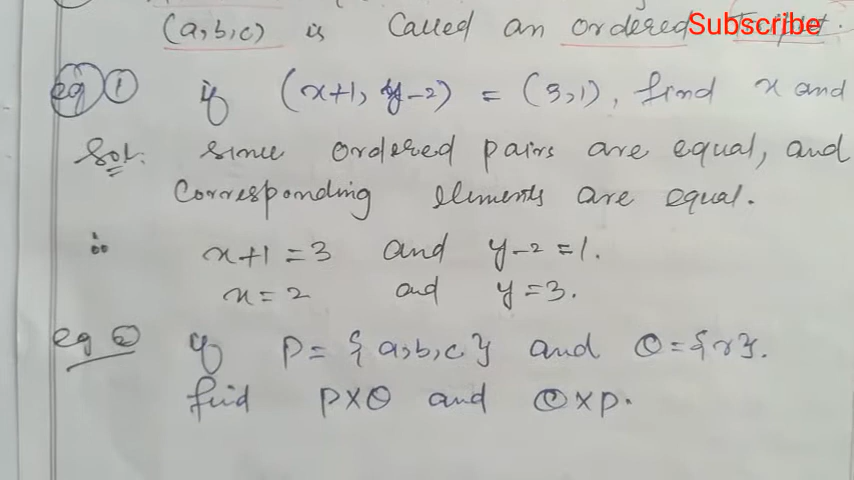 (a,b,c) is called an ordered Subscribe
eg ① if (x+1, y-2) = (3,1), find x and
Sol. since ordered pairs are equal, and
Corresponding elements are equal.
∴ x+1=3 and y-2=1.
x=2 and y=3.
eg ② if P={a,b,c} and Q={r}.
find P×Q and Q×P.